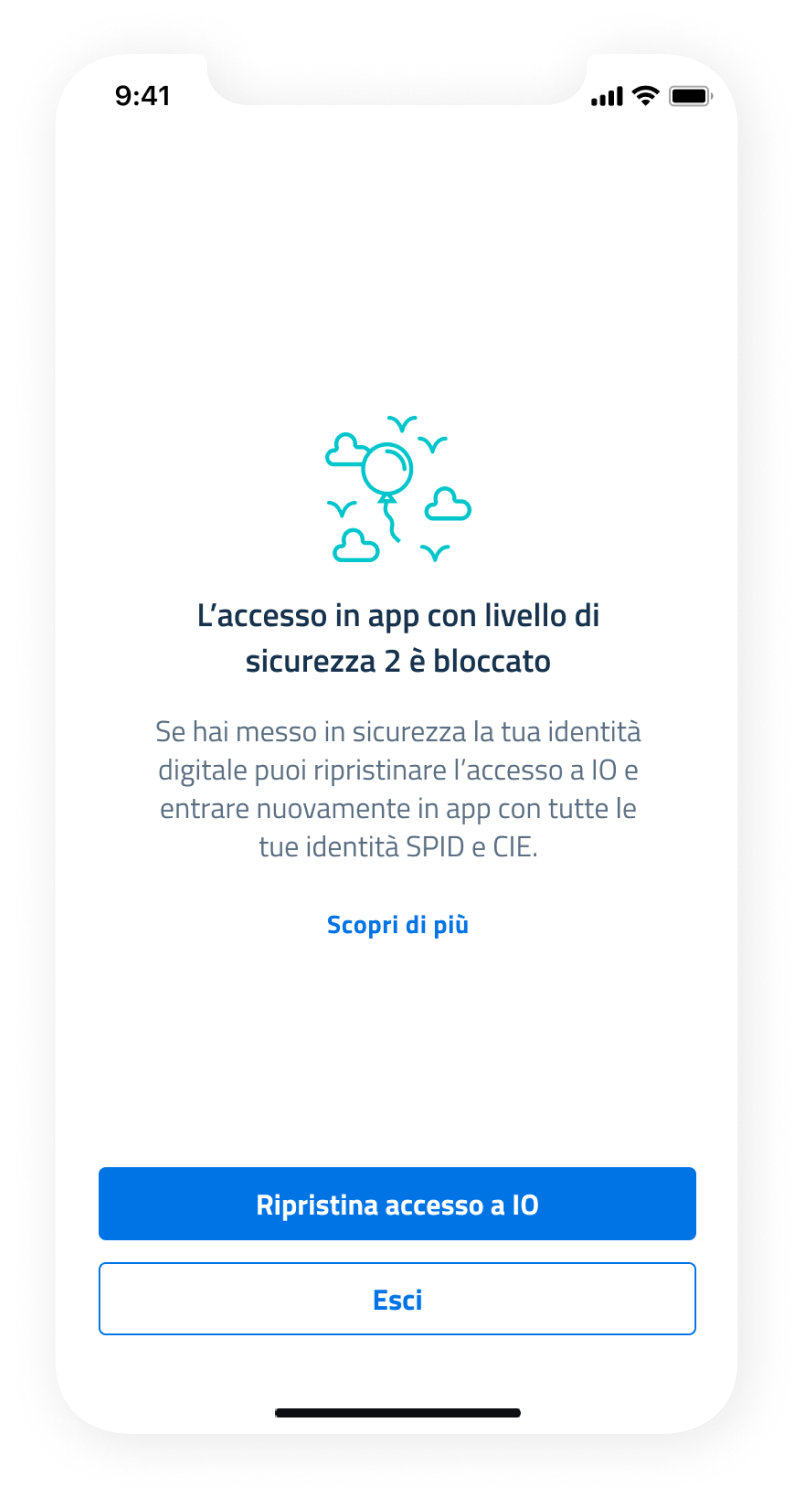 9:41
L’accesso in app con livello di
sicurezza 2 è bloccato
Se hai messo in sicurezza la tua identità
digitale puoi ripristinare l’accesso a IO e
entrare nuovamente in app con tutte le
tue identità SPID e CIE.
Scopri di più
Ripristina accesso a IO
Esci